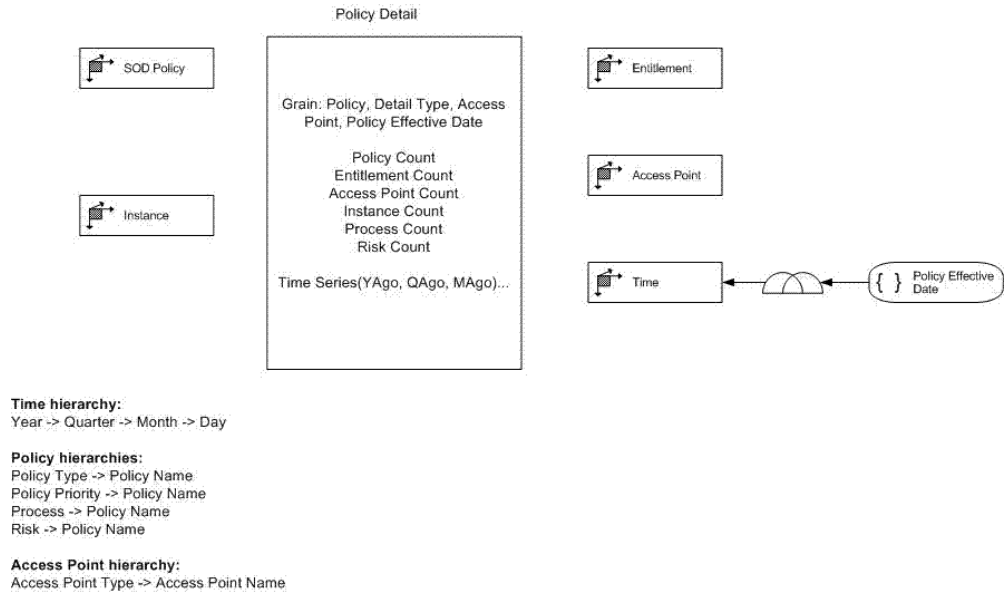 Policy Detail
SOD Policy
Instance
Grain: Policy, Detail Type, Access
Point, Policy Effective Date
Policy Count
Entitlement Count
Access Point Count
Instance Count
Process Count
Risk Count
Time Series(YAgo, QAgo, MAgo)...
Entitlement
Access Point
Time
{ } Policy Effective
Date
Time hierarchy:
Year -> Quarter -> Month -> Day
Policy hierarchies:
Policy Type -> Policy Name
Policy Priority -> Policy Name
Process -> Policy Name
Risk -> Policy Name
Access Point hierarchy:
Access Point Type -> Access Point Name